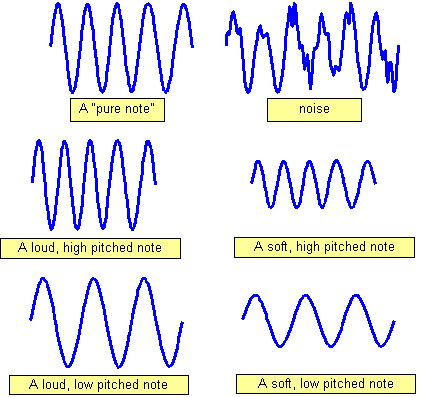 A "pure note"
noise
A loud, high pitched note
A soft, high pitched note
A loud, low pitched note
A soft, low pitched note